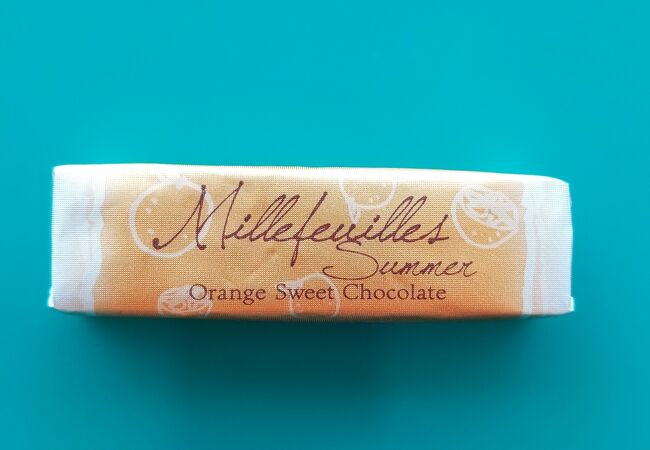 Millefeuilles
Summer
Orange Sweet Chocolate